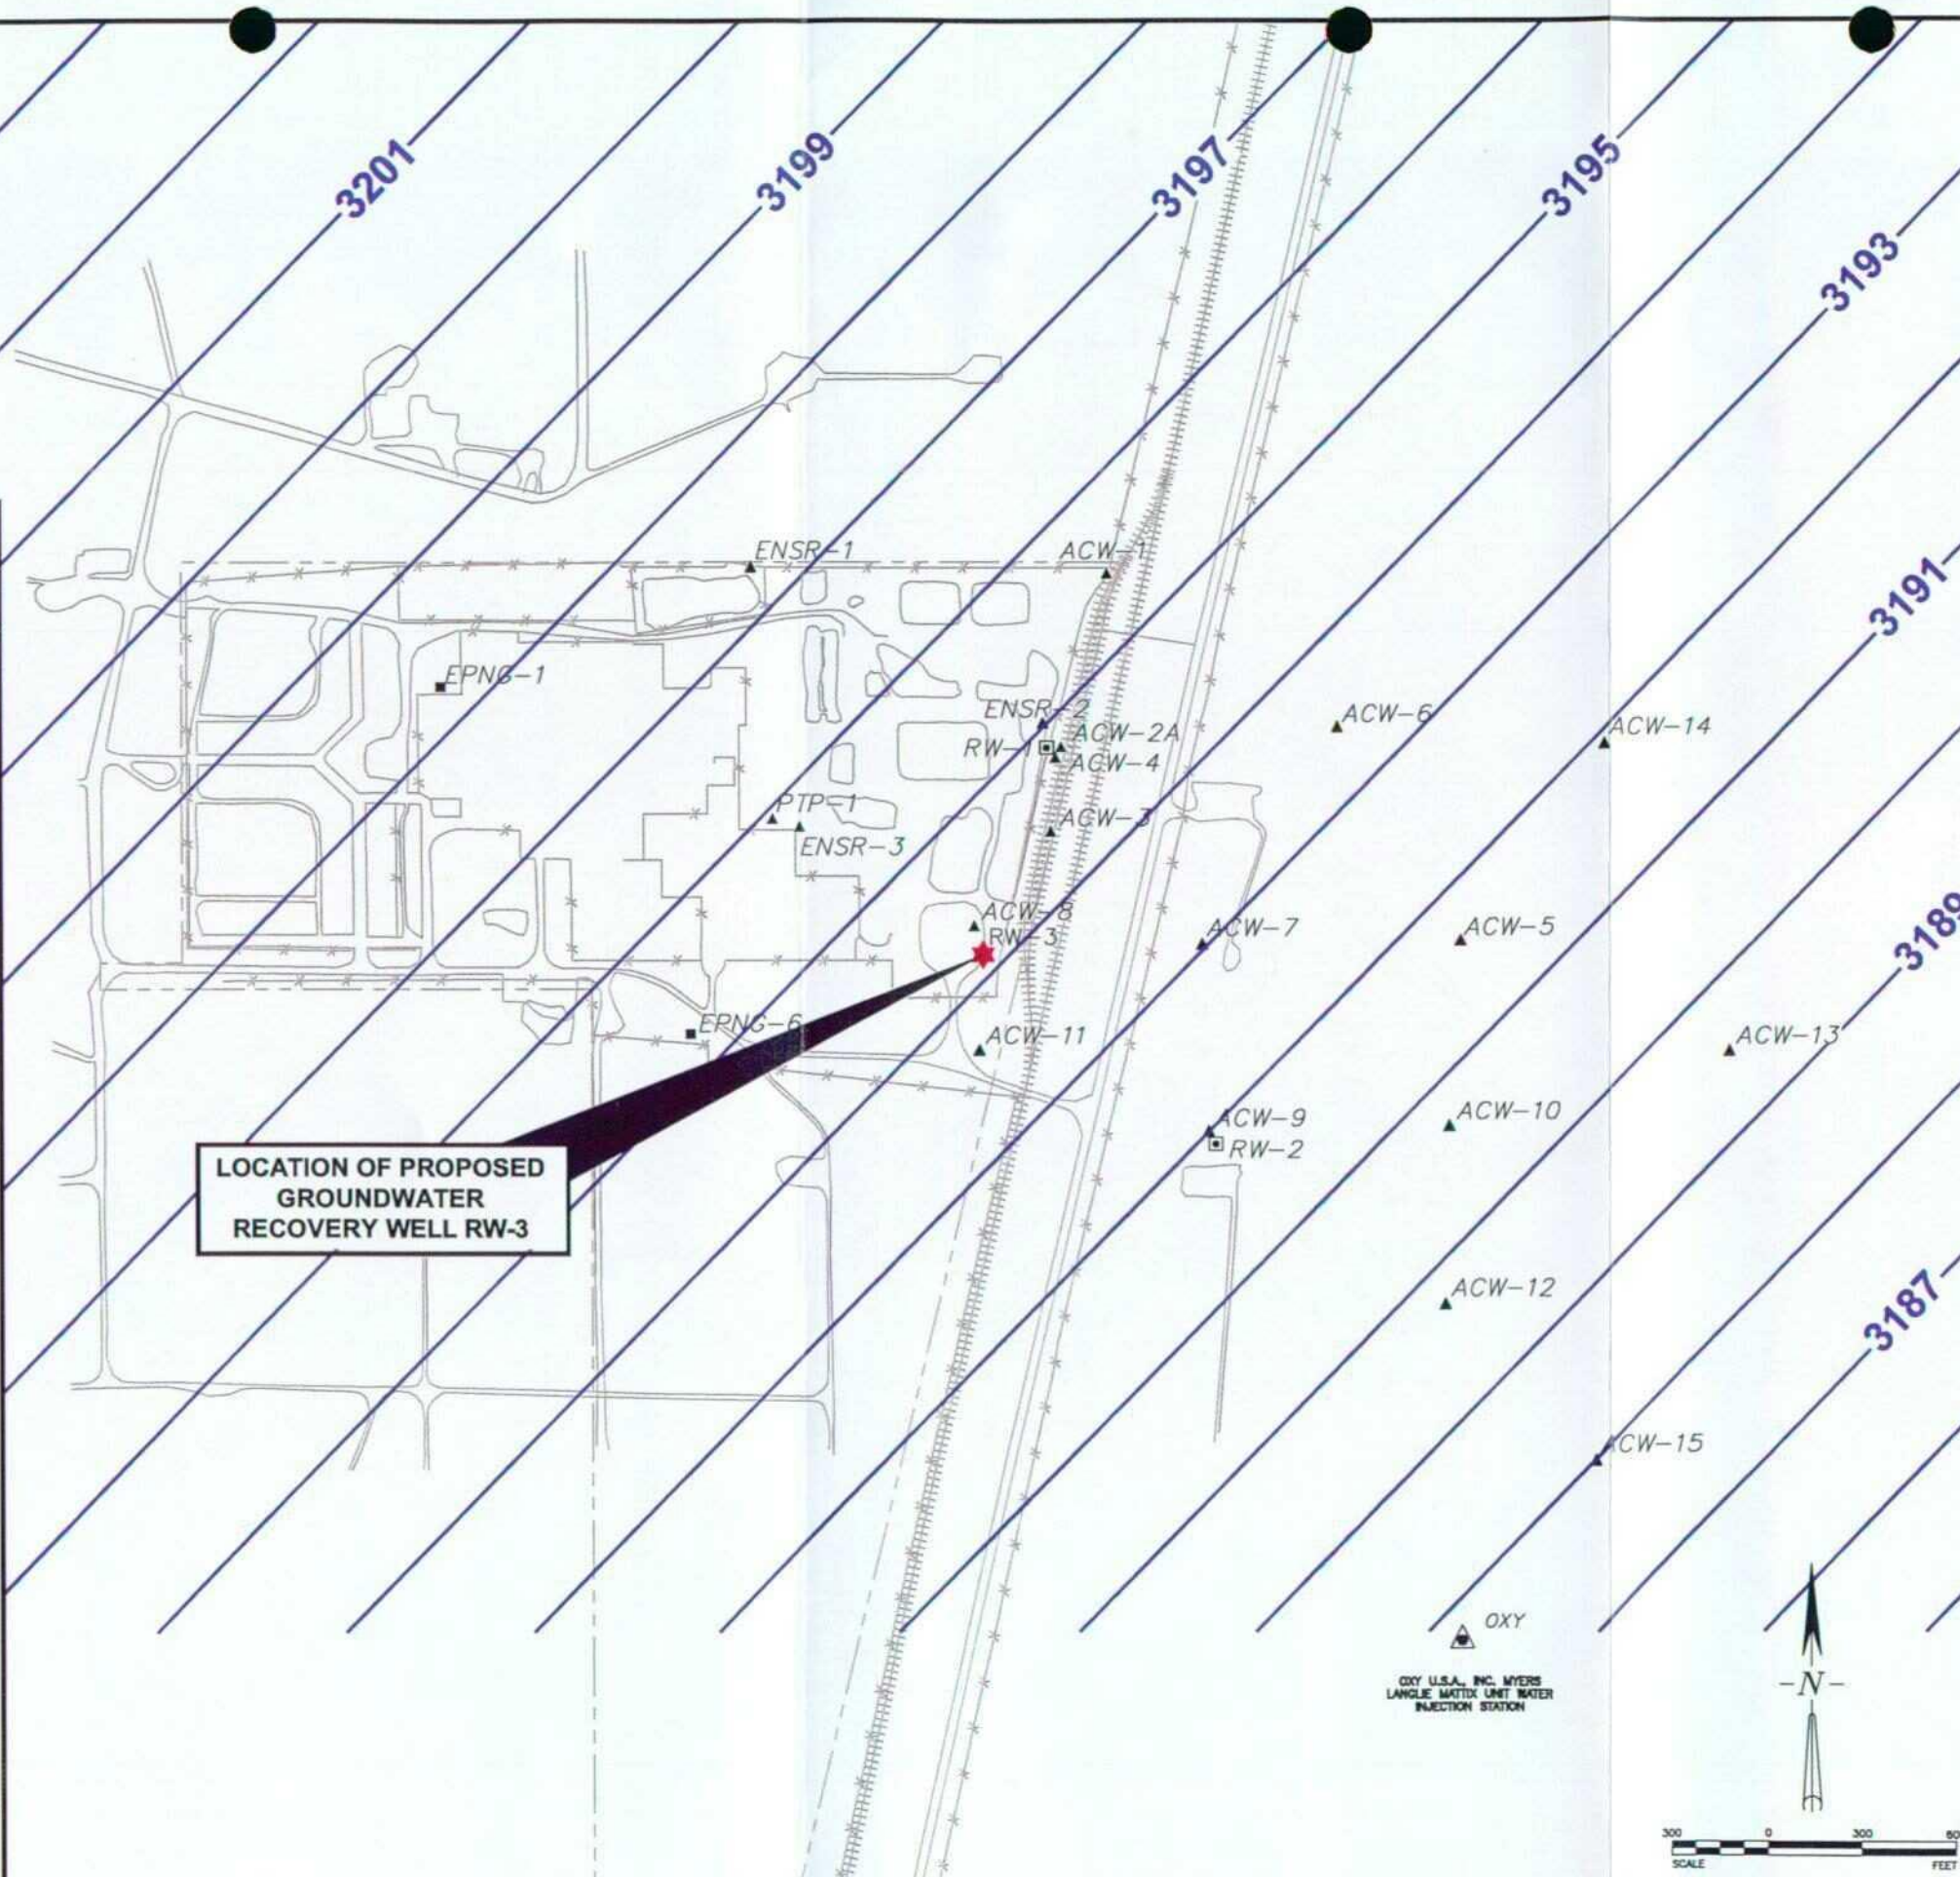 3201
3199
3197
3195
3193
3191
3189
3187
ENSR-1
ACW-1
EPNG-1
ENSR-2
ACW-2A
RW-1
ACW-4
ACW-6
ACW-14
PTP-1
ENSR-3
ACW-3
ACW-8
RW-3
ACW-7
ACW-5
EPNG-6
ACW-11
ACW-13
ACW-9
RW-2
ACW-10
LOCATION OF PROPOSED
GROUNDWATER
RECOVERY WELL RW-3
ACW-12
ACW-15
OXY
OXY U.S.A., INC. MYERS
LANGLIE MATTIX UNIT WATER
INJECTION STATION
-N-
300 0 300
SCALE FEET